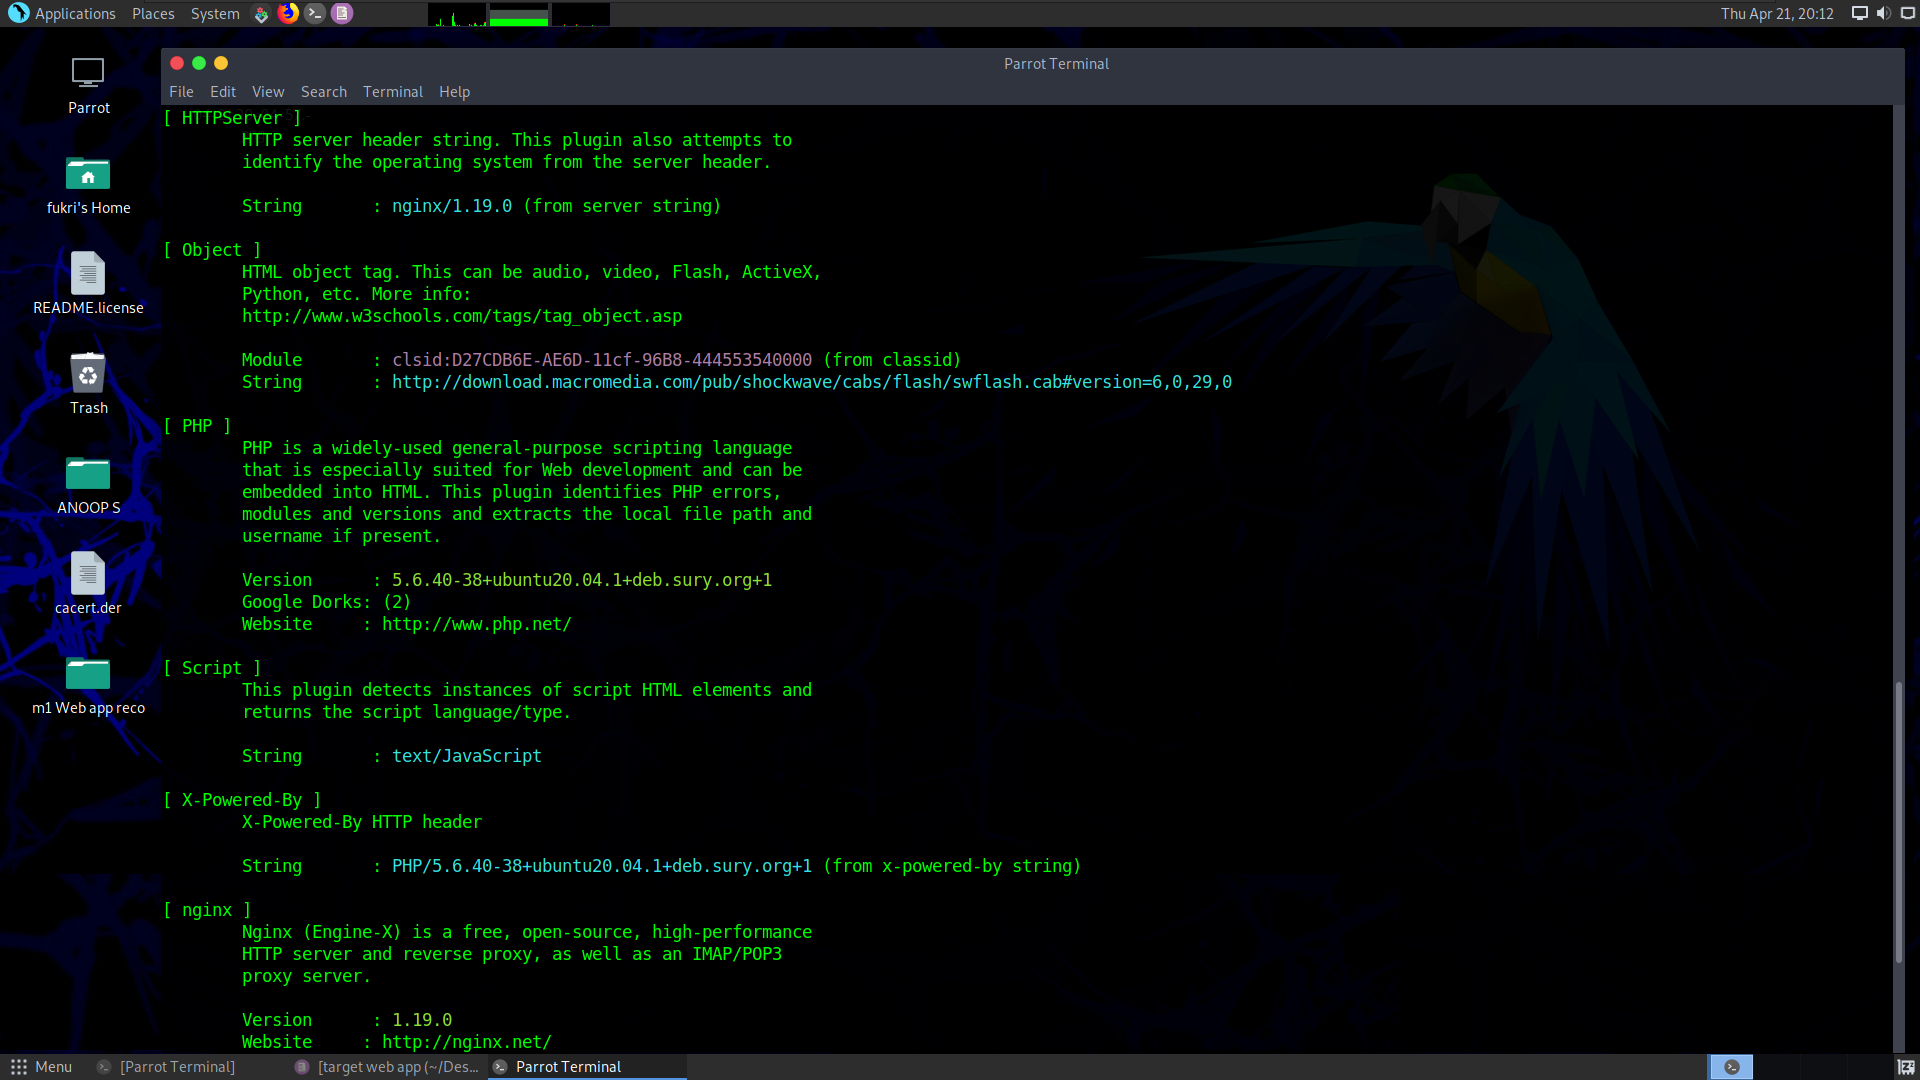 Applications Places System
Thu Apr 21, 20:12
Parrot Terminal
File Edit View Search Terminal Help
Parrot
fukri's Home
README.license
Trash
ANOOP S
cacert.der
m1 Web app reco
[ HTTPServer ]
HTTP server header string. This plugin also attempts to
identify the operating system from the server header.
String : nginx/1.19.0 (from server string)
[ Object ]
HTML object tag. This can be audio, video, Flash, ActiveX,
Python, etc. More info:
http://www.w3schools.com/tags/tag_object.asp
Module : clsid:D27CDB6E-AE6D-11cf-96B8-444553540000 (from classid)
String : http://download.macromedia.com/pub/shockwave/cabs/flash/swflash.cab#version=6,0,29,0
[ PHP ]
PHP is a widely-used general-purpose scripting language
that is especially suited for Web development and can be
embedded into HTML. This plugin identifies PHP errors,
modules and versions and extracts the local file path and
username if present.
Version : 5.6.40-38+ubuntu20.04.1+deb.sury.org+1
Google Dorks: (2)
Website : http://www.php.net/
[ Script ]
This plugin detects instances of script HTML elements and
returns the script language/type.
String : text/JavaScript
[ X-Powered-By ]
X-Powered-By HTTP header
String : PHP/5.6.40-38+ubuntu20.04.1+deb.sury.org+1 (from x-powered-by string)
[ nginx ]
Nginx (Engine-X) is a free, open-source, high-performance
HTTP server and reverse proxy, as well as an IMAP/POP3
proxy server.
Version : 1.19.0
Website : http://nginx.net/
Menu [Parrot Terminal] [target web app (~/Des... Parrot Terminal